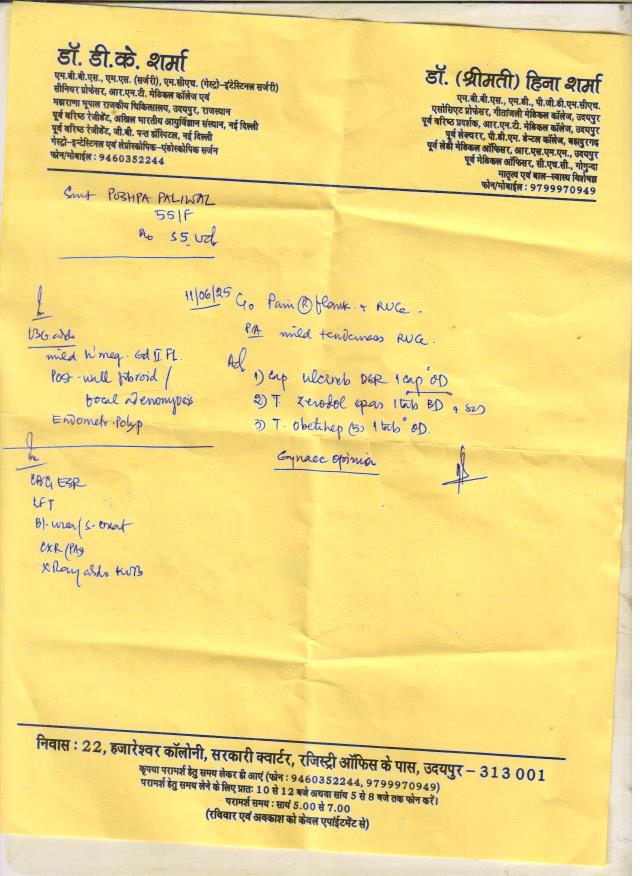 डॉ. डी.के. शर्मा
एम.बी.बी.एस., एम.एस. (सर्जरी), एम.सीएच. (गेस्ट्रो-इंटेस्टिनल सर्जरी)
सीनियर प्रोफेसर, आर.एन.टी. मेडिकल कॉलेज एवं
महाराणा भूपाल राजकीय चिकित्सालय, उदयपुर, राजस्थान
पूर्व वरिष्ठ रेजीडेंट, अखिल भारतीय आयुर्विज्ञान संस्थान, नई दिल्ली
पूर्व वरिष्ठ रेजीडेंट, जी.बी. पन्त हॉस्पिटल, नई दिल्ली
गेस्ट्रो-इन्टेस्टिनल एवं लेप्रोस्कोपिक-एंडोस्कोपिक सर्जन
फोन/मोबाईल : 9460352244
डॉ. (श्रीमती) हिना शर्मा
एम.बी.बी.एस., एम.डी., पी.जी.डी.एम.सीएच.
एसोसिएट प्रोफेसर, गीतांजली मेडिकल कॉलेज, उदयपुर
पूर्व वरिष्ठ प्रदर्शक, आर.एन.टी. मेडिकल कॉलेज, उदयपुर
पूर्व लेक्चरर, पी.डी.एम. डेन्टल कॉलेज, बहादुरगढ़
पूर्व लेडी मेडिकल ऑफिसर, आर.एस.एम.एम., उदयपुर
पूर्व मेडिकल ऑफिसर, सी.एच.सी., गोगुन्दा
मातृत्व एवं बाल-स्वास्थ्य विशेषज्ञ
फोन/मोबाईल : 9799970949
Smt PUSHPA PALIWAL
55/F
35
11/06/25 C/o Pain Ⓡ flank + RUQ.
PA mild tenderness RUQ.
Adv
1) Cap DSR 1 cap OD
2) T. Zerodol spas 1 tab BD
3) T. obetihep (5) 1 tab OD.
Gynaec opinion
USG abdo
mild h'meg. Gd II FL.
Post-wall fibroid /
focal adenomyosis
Endometr. Polyp
CBC, ESR
LFT
Bl. urea/S. creat
CXR (PA)
X Ray abdo KUB
निवास : 22, हजारेश्वर कॉलोनी, सरकारी क्वार्टर, रजिस्ट्री ऑफिस के पास, उदयपुर - 313 001
कृपया परामर्श हेतु समय लेकर ही आएं (फोन : 9460352244, 9799970949)
परामर्श हेतु समय लेने के लिए प्रातः 10 से 12 बजे अथवा सांय 5 से 8 बजे तक फोन करें।
परामर्श समय : सायं 5.00 से 7.00
(रविवार एवं अवकाश को केवल एपॉईंटमेंट से)